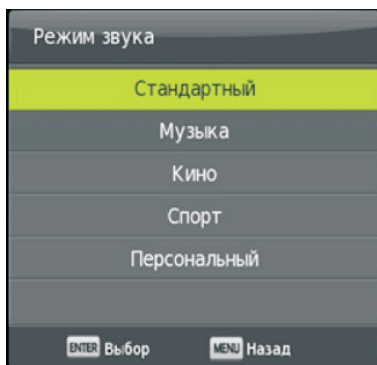 Режим звука
Стандартный
Музыка
Кино
Спорт
Персональный
ENTER Выбор MENU Назад